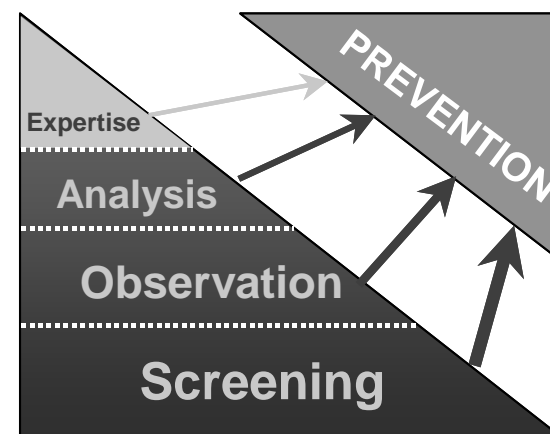 PREVENTION
Expertise
Analysis
Observation
Screening